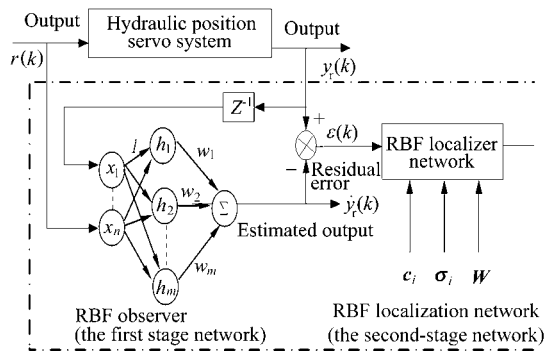 Output
Hydraulic position
servo system
Output
r(k)
y_r(k)
Z^-1
+
ε(k)
−
Residual
error
RBF localizer
network
x_1
x_n
1
h_1
h_2
h_m
w_1
w_2
w_m
Σ
ŷ_r(k)
Estimated output
c_i
σ_i
W
RBF observer
(the first stage network)
RBF localization network
(the second-stage network)